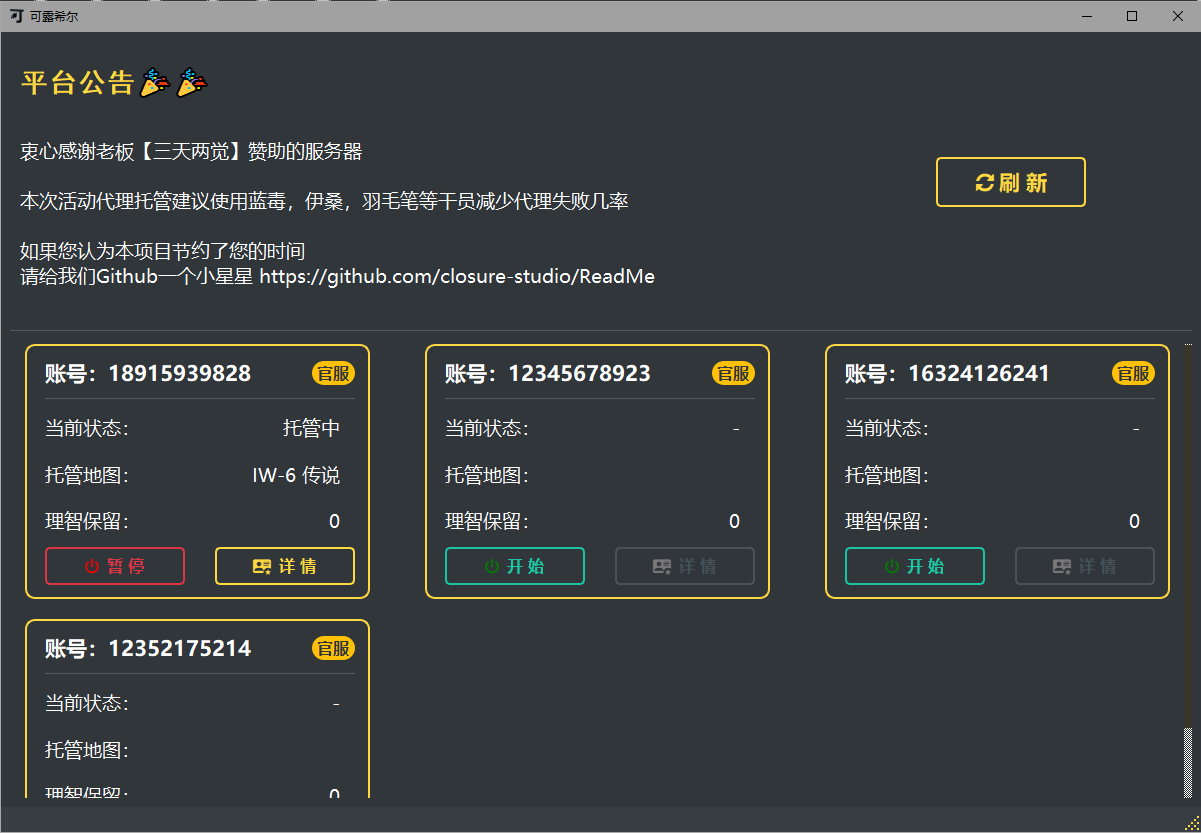 可露希尔
平台公告
衷心感谢老板【三天两觉】赞助的服务器
本次活动代理托管建议使用蓝毒，伊桑，羽毛笔等干员减少代理失败几率
如果您认为本项目节约了您的时间
请给我们Github一个小星星 https://github.com/closure-studio/ReadMe
刷 新
账号：18915939828 官服
当前状态： 托管中
托管地图： IW-6 传说
理智保留： 0
暂 停 详 情
账号：12345678923 官服
当前状态： -
托管地图：
理智保留： 0
开 始 详 情
账号：16324126241 官服
当前状态： -
托管地图：
理智保留： 0
开 始 详 情
账号：12352175214 官服
当前状态： -
托管地图：
理智保留： 0